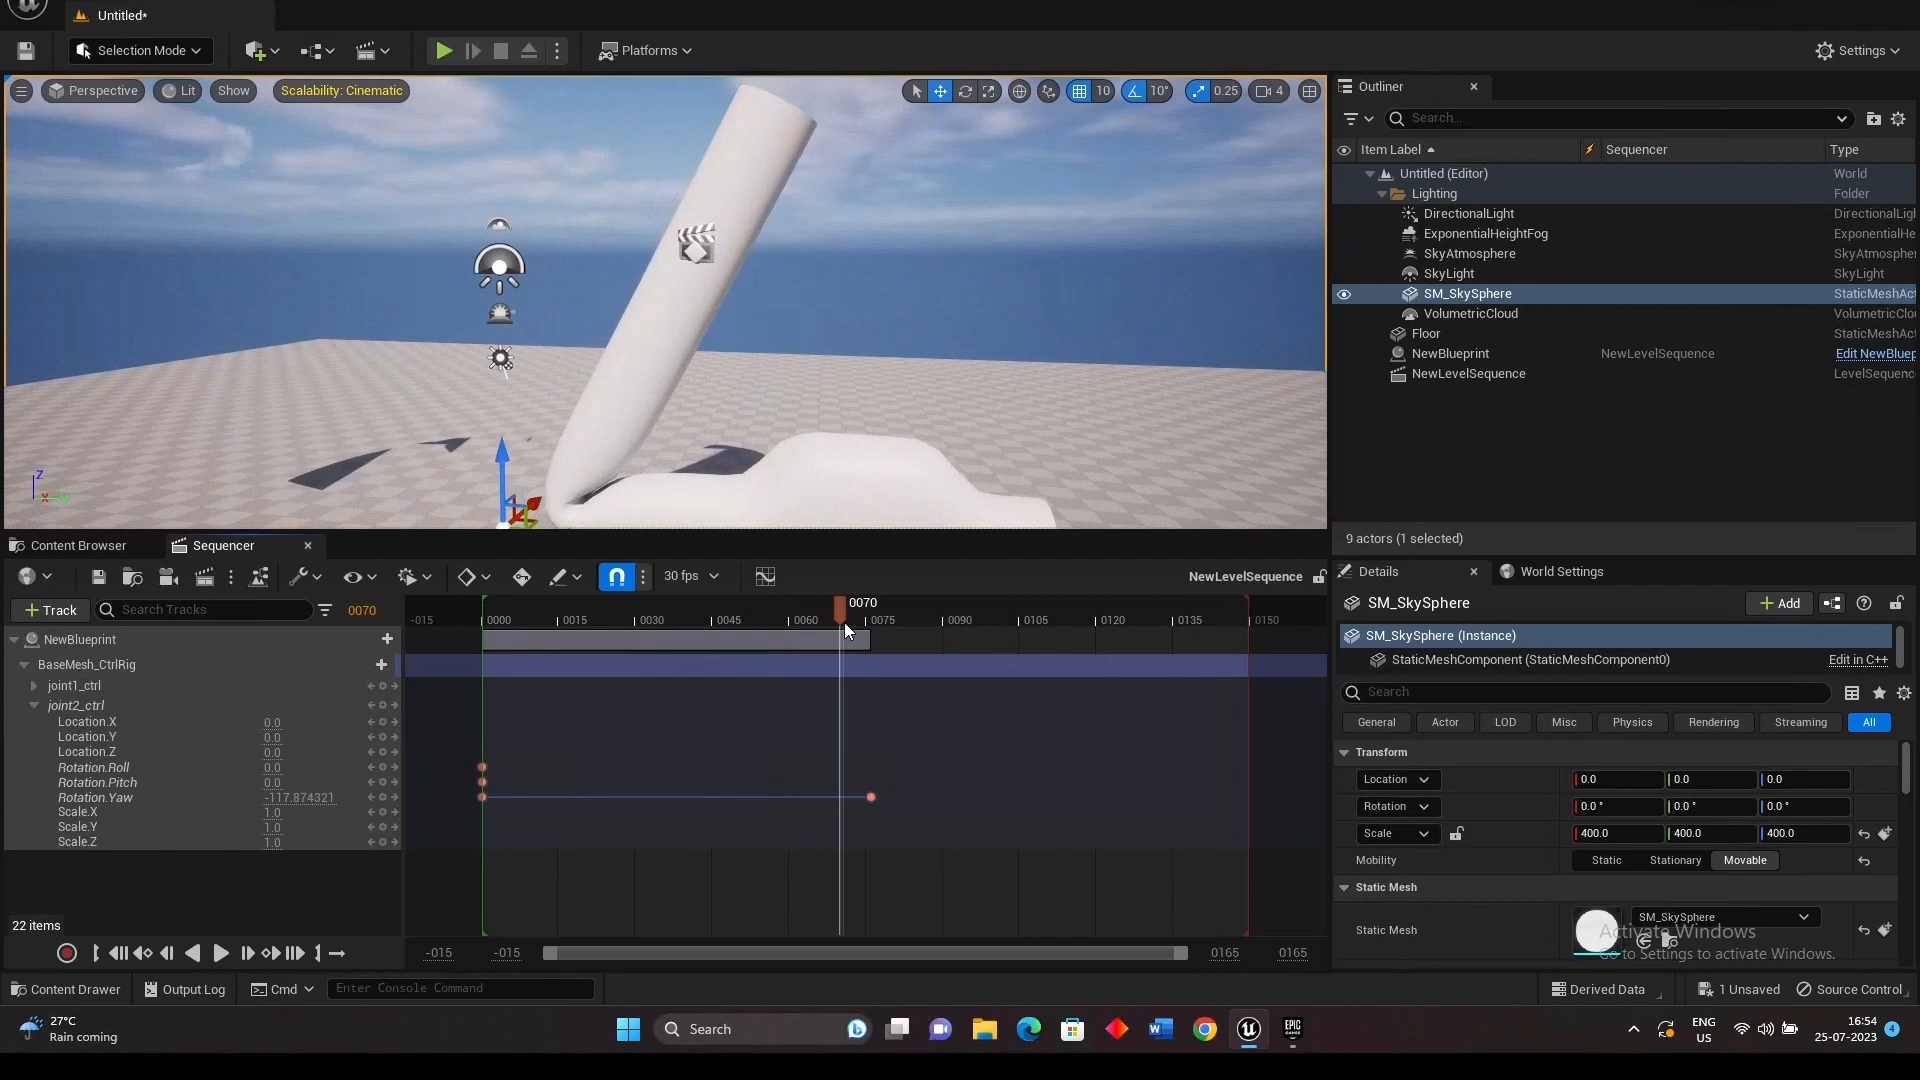 Untitled*
Selection Mode
Platforms
Settings
Perspective
Lit
Show
Scalability: Cinematic
10
10°
0.25
4
Z
X
Y
Outliner
Search...
Item Label
Sequencer
Type
Untitled (Editor)
World
Lighting
Folder
DirectionalLight
DirectionalLigh
ExponentialHeightFog
ExponentialHe
SkyAtmosphere
SkyAtmospher
SkyLight
SkyLight
SM_SkySphere
StaticMeshAct
VolumetricCloud
VolumetricClou
Floor
StaticMeshAct
NewBlueprint
NewLevelSequence
Edit NewBluep
NewLevelSequence
LevelSequence
9 actors (1 selected)
Content Browser
Sequencer
30 fps
NewLevelSequence
Track
Search Tracks
0070
0070
-015
0000
0015
0030
0045
0060
0075
0090
0105
0120
0135
0150
NewBlueprint
BaseMesh_CtrlRig
joint1_ctrl
joint2_ctrl
Location.X 0.0
Location.Y 0.0
Location.Z 0.0
Rotation.Roll 0.0
Rotation.Pitch 0.0
Rotation.Yaw -117.874321
Scale.X 1.0
Scale.Y 1.0
Scale.Z 1.0
22 items
-015
-015
0165
0165
Details
World Settings
SM_SkySphere
Add
SM_SkySphere (Instance)
StaticMeshComponent (StaticMeshComponent0)
Edit in C++
Search
General
Actor
LOD
Misc
Physics
Rendering
Streaming
All
Transform
Location
0.0
0.0
0.0
Rotation
0.0 °
0.0 °
0.0 °
Scale
400.0
400.0
400.0
Mobility
Static
Stationary
Movable
Static Mesh
Static Mesh
SM_SkySphere
Activate Windows
Go to Settings to activate Windows.
Content Drawer
Output Log
Cmd
Enter Console Command
Derived Data
1 Unsaved
Source Control
27°C
Rain coming
Search
EPIC
GAMES
ENG
US
16:54
25-07-2023
4